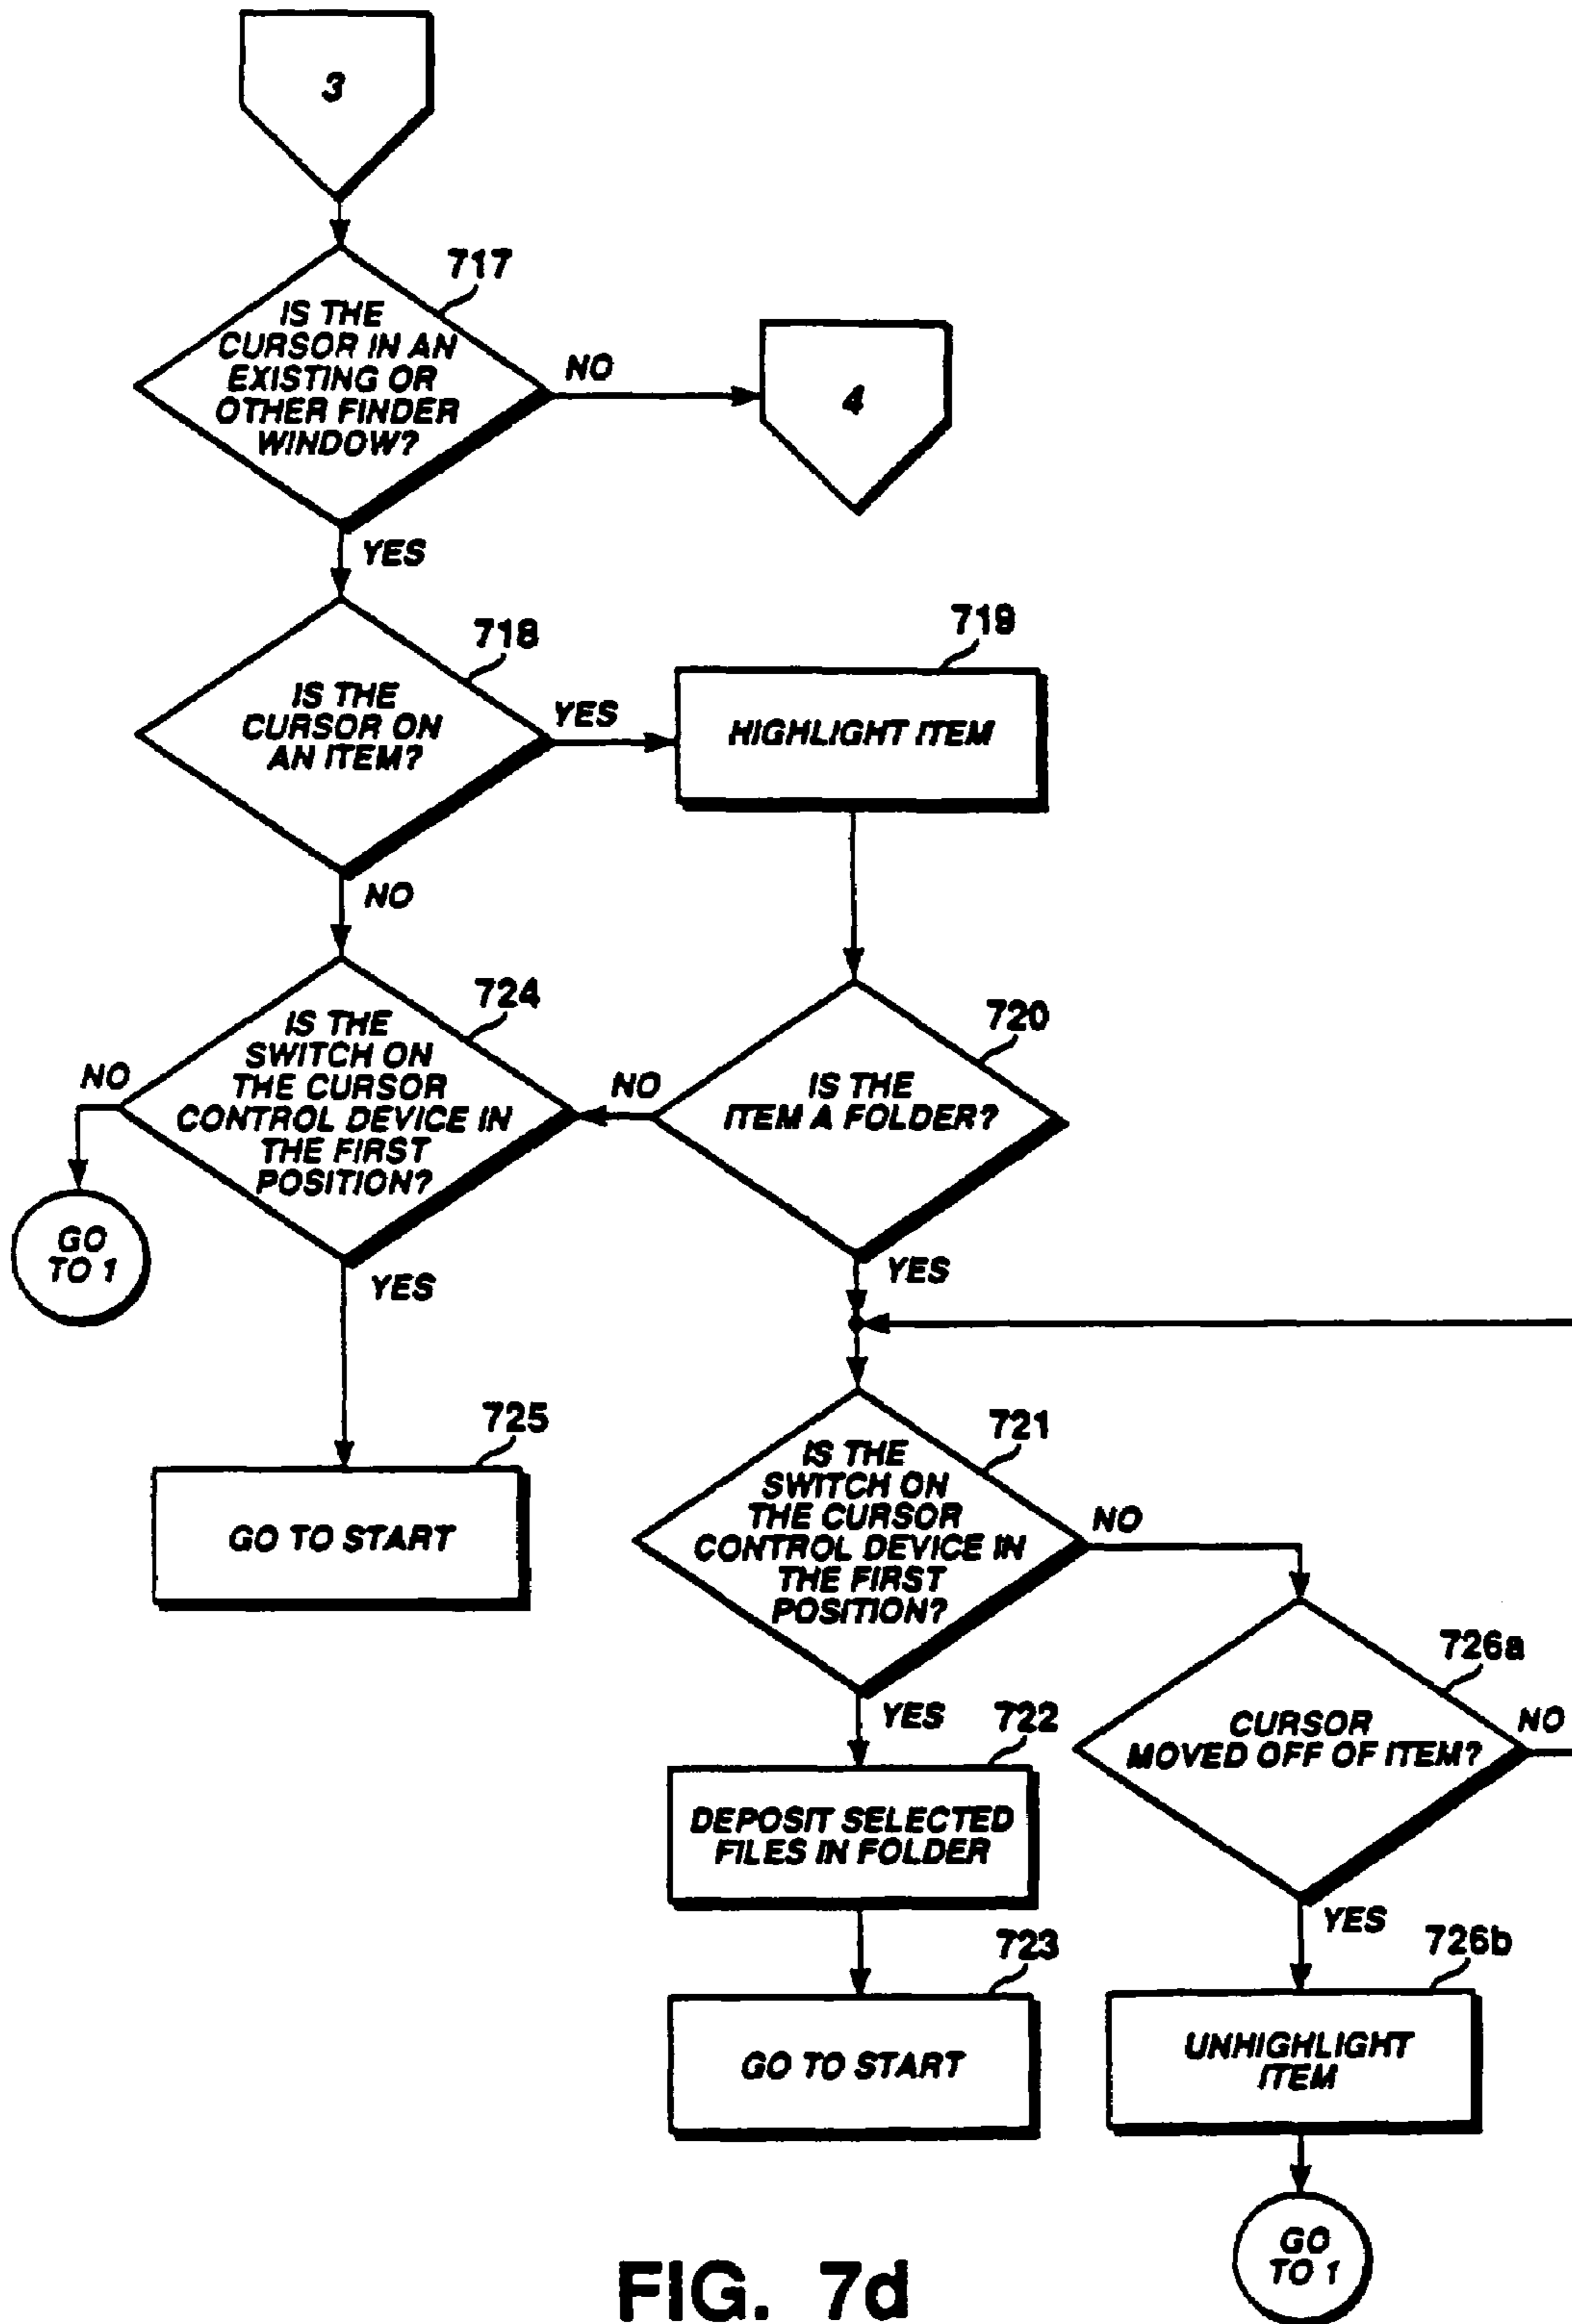 3
717
IS THE
CURSOR IN AN
EXISTING OR
OTHER FINDER
WINDOW?
NO
4
YES
718
IS THE
CURSOR ON
AN ITEM?
YES
719
HIGHLIGHT ITEM
NO
724
IS THE
SWITCH ON
THE CURSOR
CONTROL DEVICE IN
THE FIRST
POSITION?
NO
GO
TO 1
YES
720
IS THE
ITEM A FOLDER?
NO
YES
725
GO TO START
721
IS THE
SWITCH ON
THE CURSOR
CONTROL DEVICE IN
THE FIRST
POSITION?
NO
YES
726a
CURSOR
MOVED OFF OF ITEM?
NO
YES
722
DEPOSIT SELECTED
FILES IN FOLDER
723
GO TO START
726b
UNHIGHLIGHT
ITEM
GO
TO 1
FIG. 7d